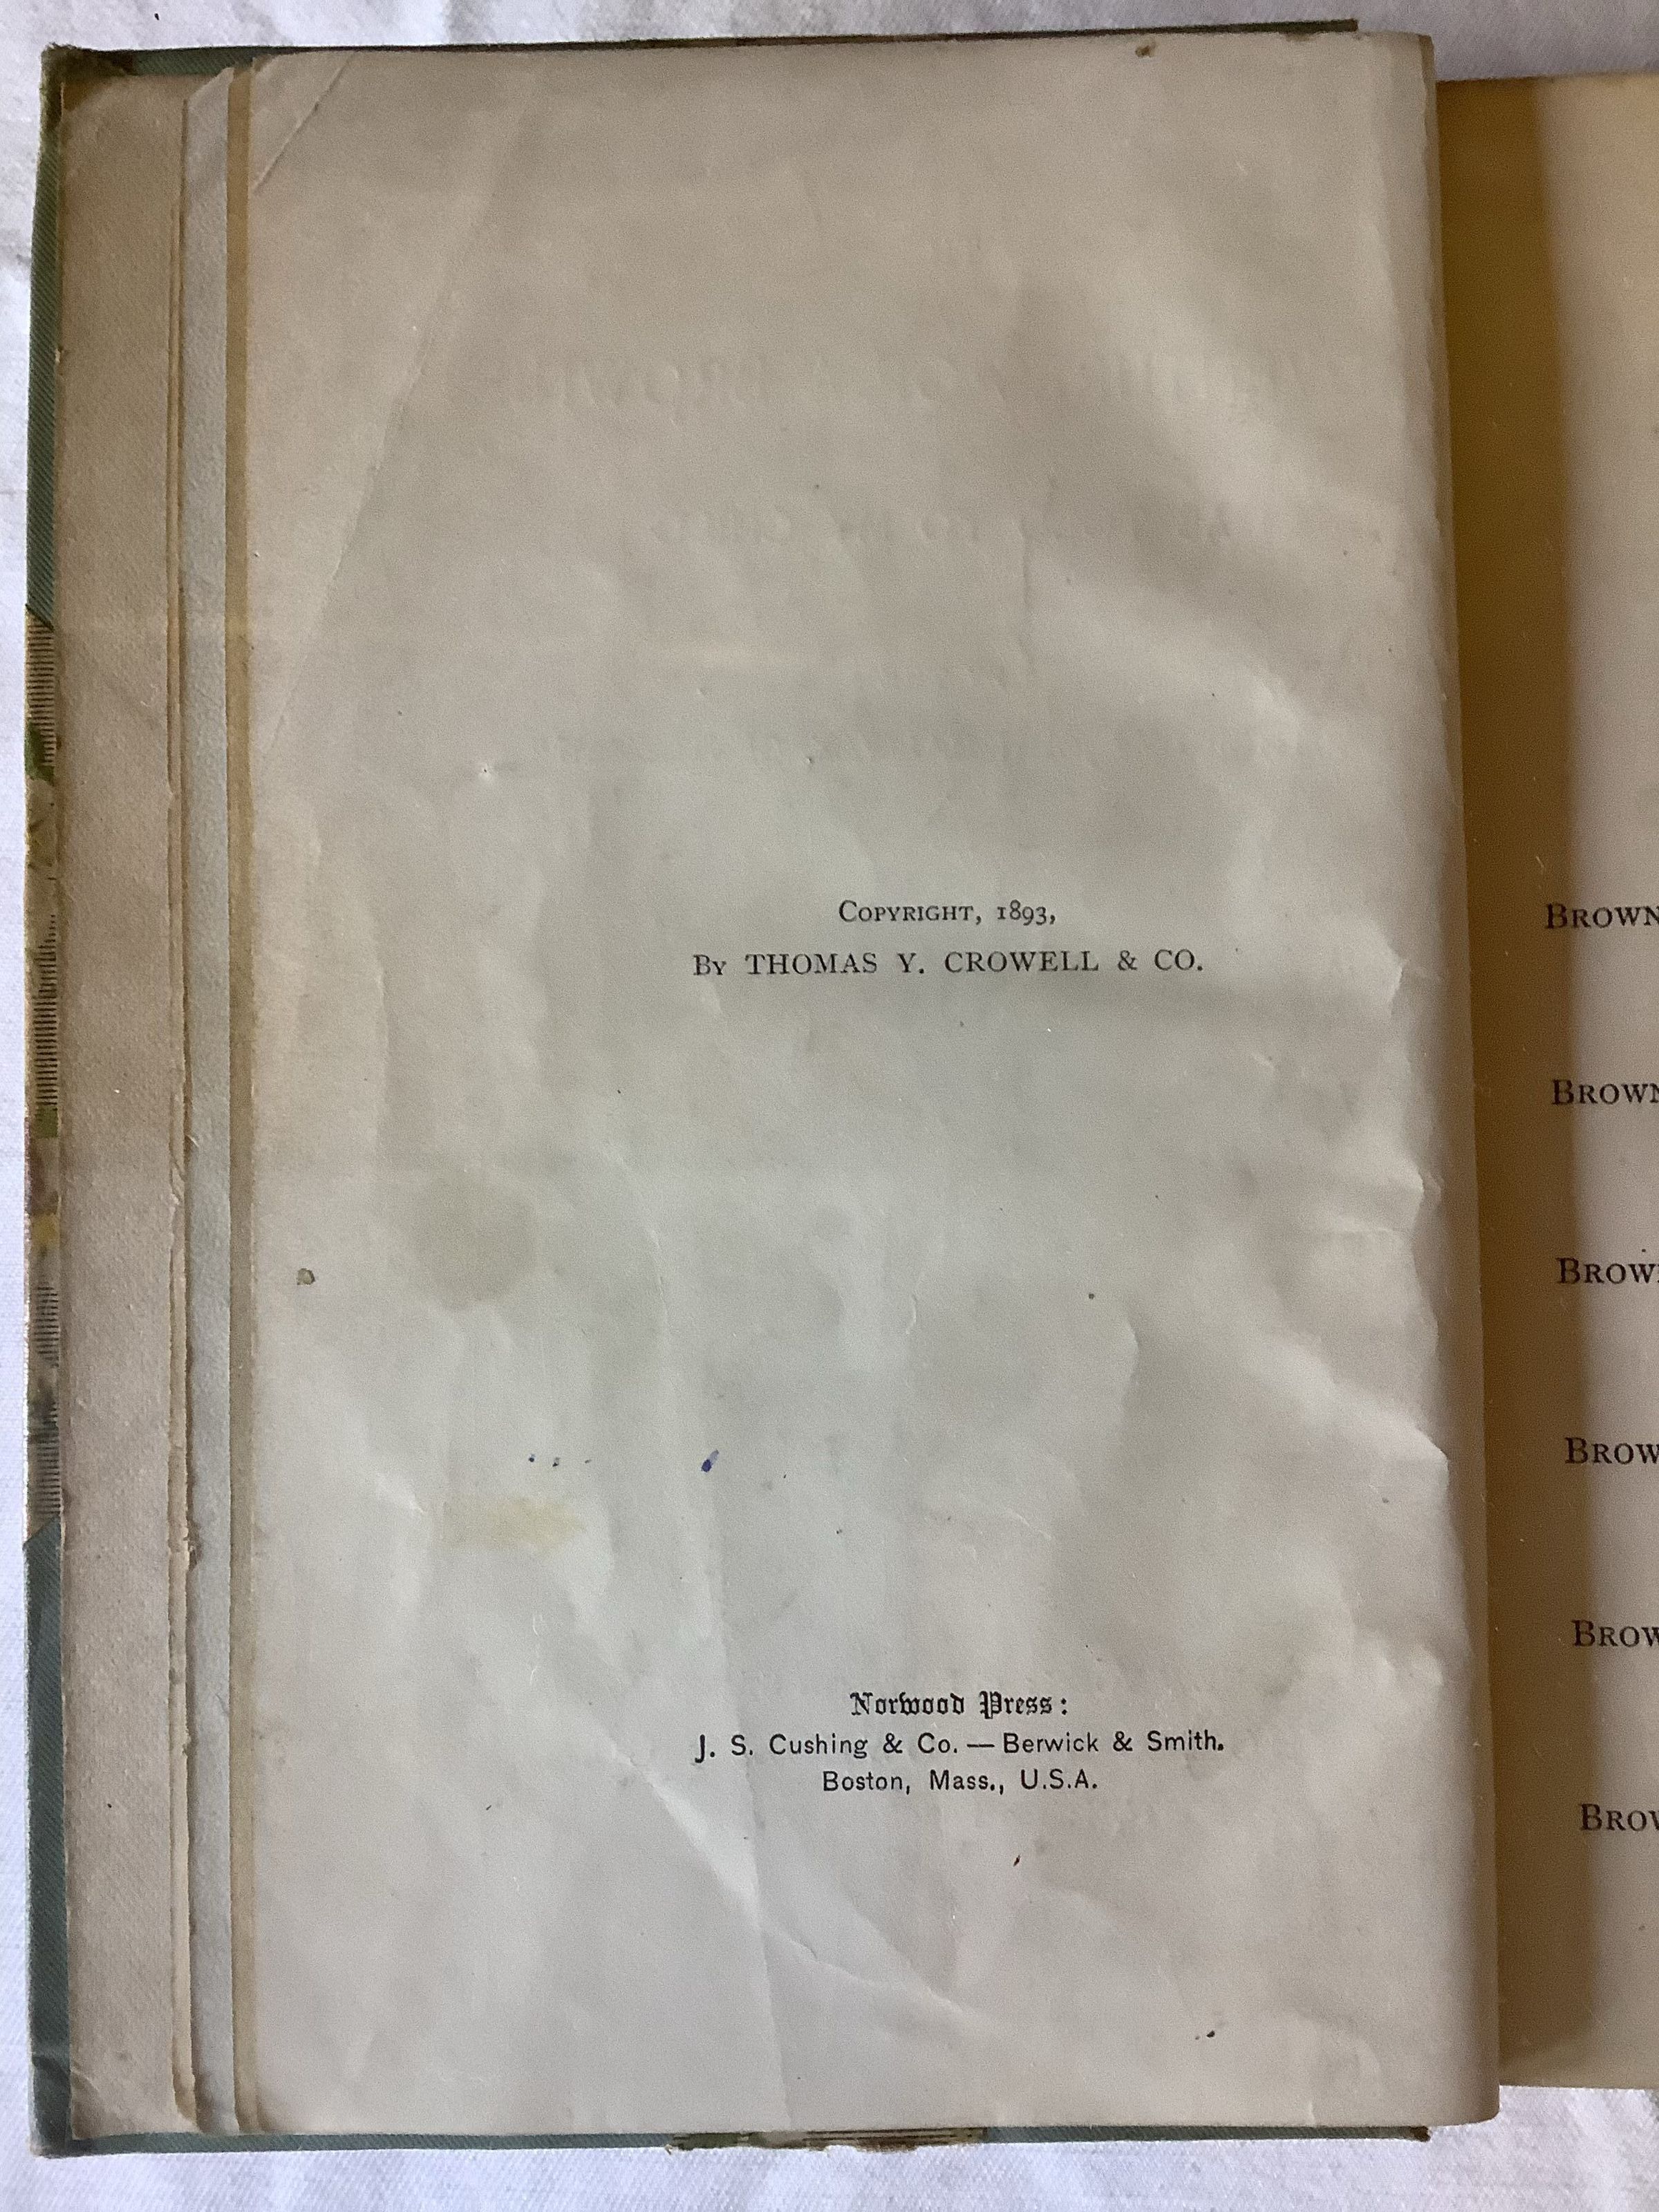 Copyright, 1893,
By THOMAS Y. CROWELL & CO.
Norwood Press:
J. S. Cushing & Co. — Berwick & Smith.
Boston, Mass., U.S.A.
BROWN
BROWN
BROW
BROW
BROW
BROW